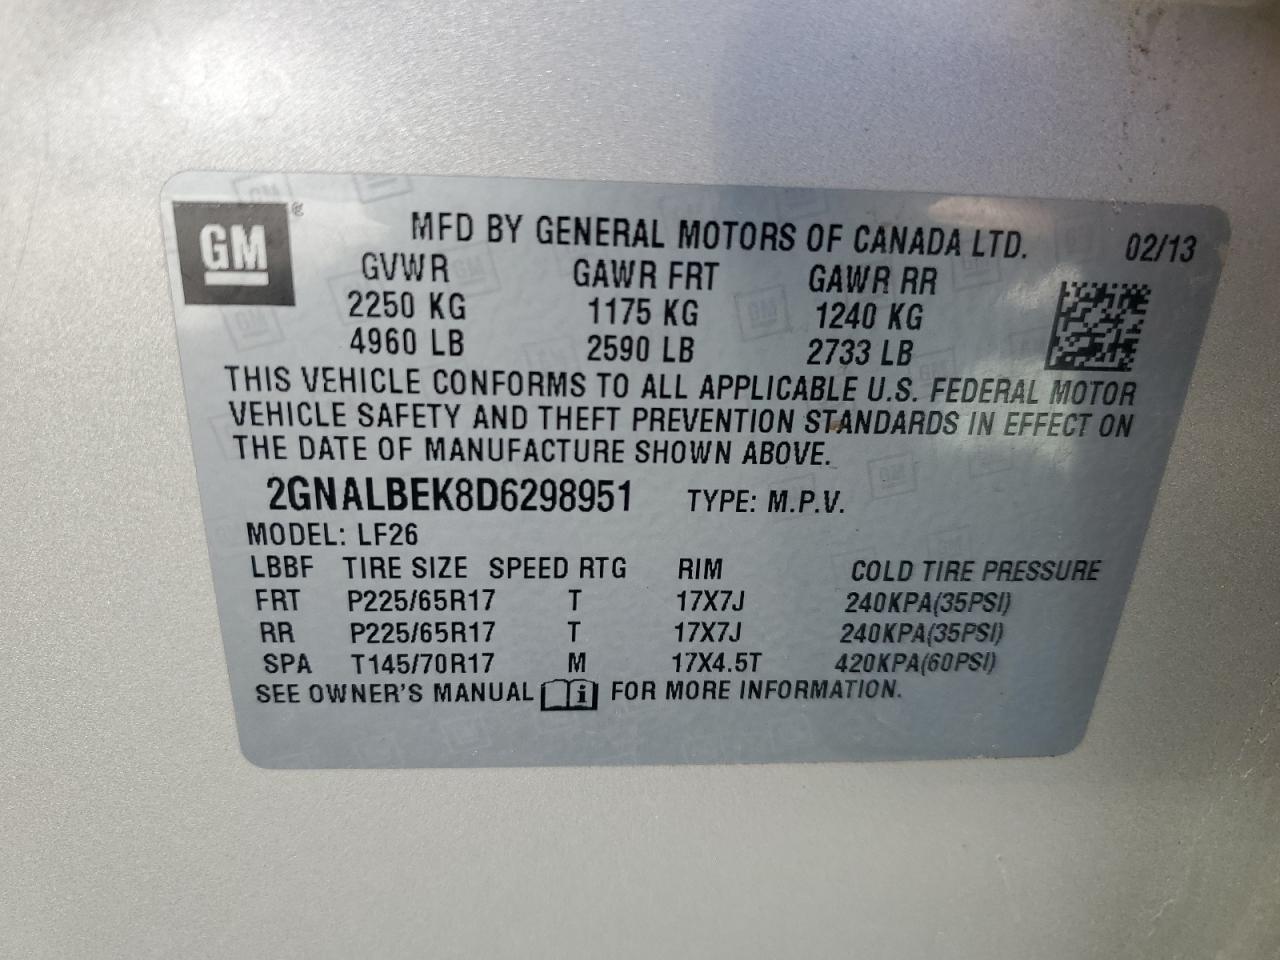 GM
MFD BY GENERAL MOTORS OF CANADA LTD. 02/13
GVWR GAWR FRT GAWR RR
2250 KG 1175 KG 1240 KG
4960 LB 2590 LB 2733 LB
THIS VEHICLE CONFORMS TO ALL APPLICABLE U.S. FEDERAL MOTOR
VEHICLE SAFETY AND THEFT PREVENTION STANDARDS IN EFFECT ON
THE DATE OF MANUFACTURE SHOWN ABOVE.
2GNALBEK8D6298951 TYPE: M.P.V.
MODEL: LF26
LBBF TIRE SIZE SPEED RTG RIM COLD TIRE PRESSURE
FRT P225/65R17 T 17X7J 240KPA(35PSI)
RR P225/65R17 T 17X7J 240KPA(35PSI)
SPA T145/70R17 M 17X4.5T 420KPA(60PSI)
SEE OWNER'S MANUAL i FOR MORE INFORMATION.